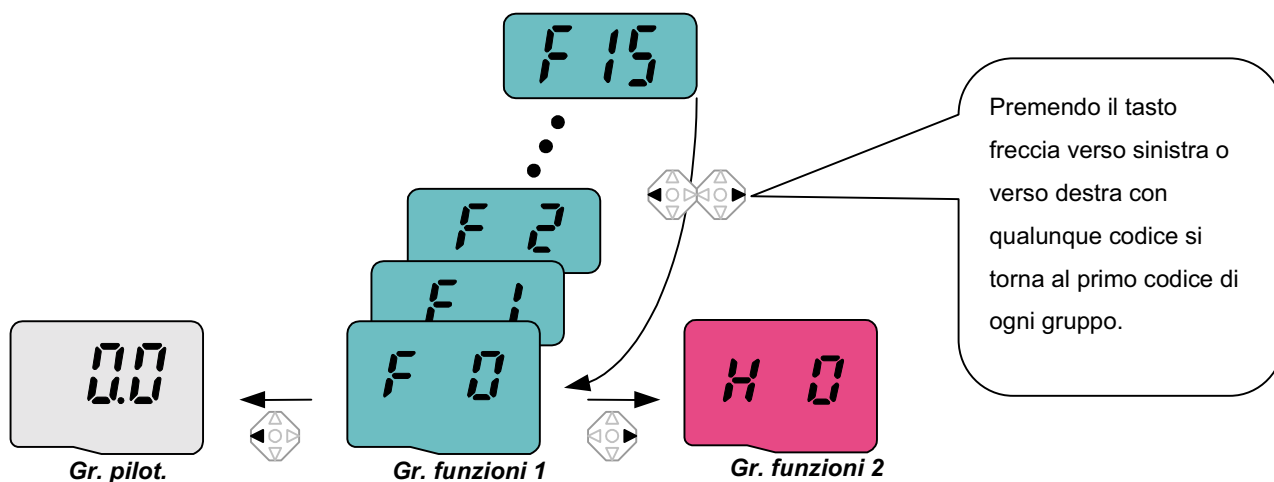 F 15
Premendo il tasto
freccia verso sinistra o
verso destra con
qualunque codice si
torna al primo codice di
ogni gruppo.
F 2
F 1
0.0
F 0
H 0
Gr. pilot.
Gr. funzioni 1
Gr. funzioni 2